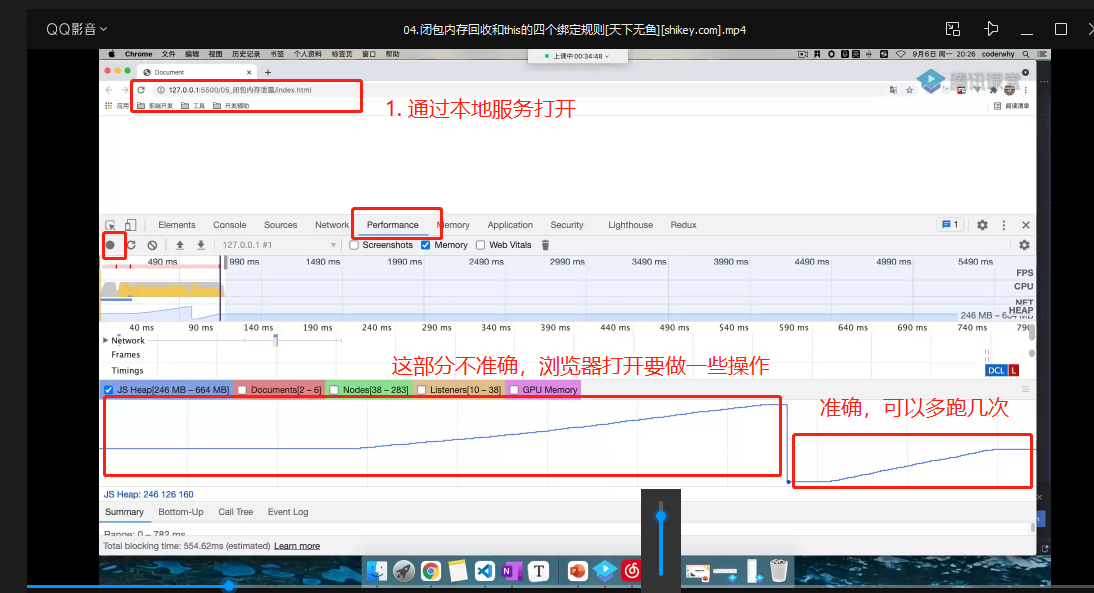 QQ影音
04.闭包内存回收和this的四个绑定规则[天下无鱼][shikey.com].mp4
Chrome 文件 编辑 视图 历史记录 书签 个人资料 标签页 窗口 帮助
上课中 00:34:48
9月6日 周一 20:26 coderwhy
Document
127.0.0.1:5500/05_闭包内存泄露/index.html
腾讯课堂
应用 前端开发 工具 开发辅助
阅读清单
1. 通过本地服务打开
Elements Console Sources Network Performance Memory Application Security Lighthouse Redux
1
127.0.0.1 #1 Screenshots Memory Web Vitals
490 ms 990 ms 1490 ms 1990 ms 2490 ms 2990 ms 3490 ms 3990 ms 4490 ms 4990 ms 5490 ms
FPS
CPU
NET
HEAP
246 MB – 664 MB
40 ms 90 ms 140 ms 190 ms 240 ms 290 ms 340 ms 390 ms 440 ms 490 ms 540 ms 590 ms 640 ms 690 ms 740 ms 790
Network
Frames
Timings
DCL L
这部分不准确，浏览器打开要做一些操作
JS Heap[246 MB – 664 MB] Documents[2 – 6] Nodes[38 – 283] Listeners[10 – 38] GPU Memory
准确，可以多跑几次
JS Heap: 246 126 160
Summary Bottom-Up Call Tree Event Log
Range: 0 – 782 ms
Total blocking time: 554.62ms (estimated) Learn more